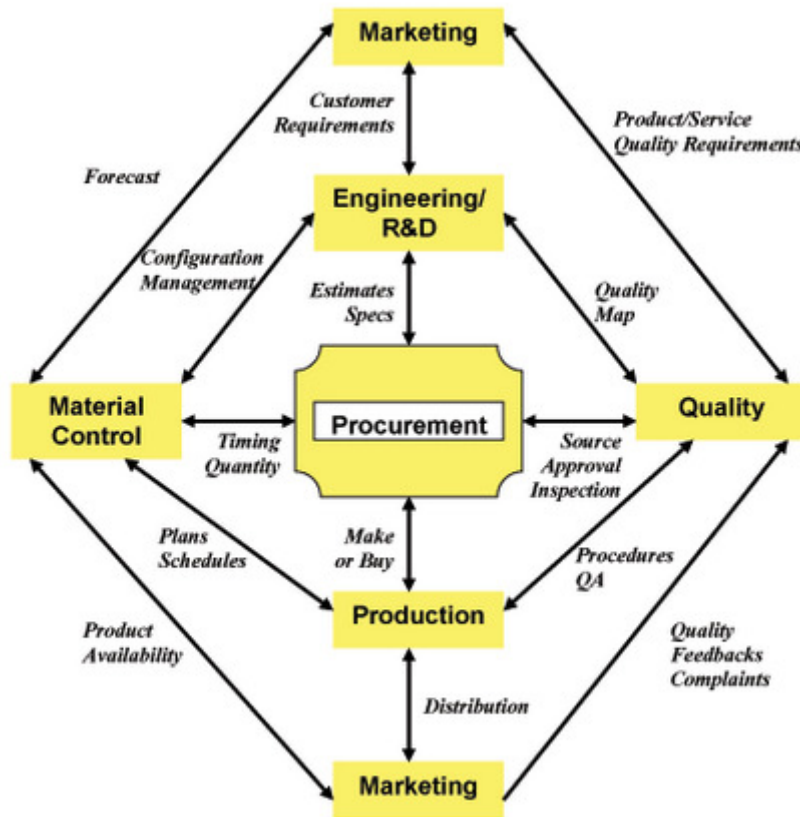 Marketing
Customer
Requirements
Product/Service
Quality Requirements
Forecast
Engineering/
R&D
Configuration
Management
Estimates
Specs
Quality
Map
Material
Control
Procurement
Quality
Timing
Quantity
Source
Approval
Inspection
Plans
Schedules
Make
or Buy
Procedures
QA
Production
Product
Availability
Quality
Feedbacks
Complaints
Distribution
Marketing